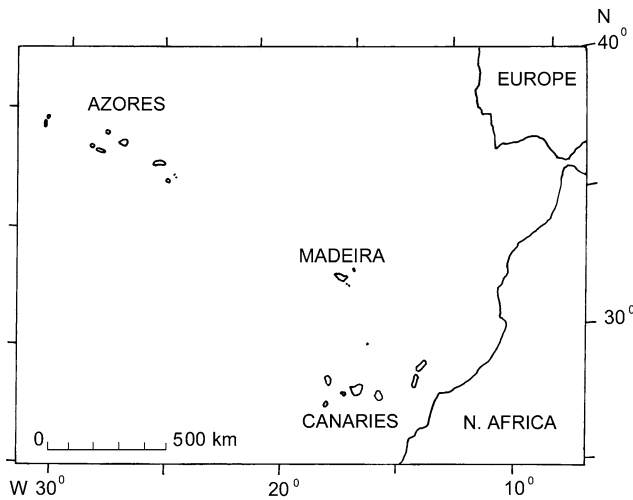 N
40⁰
EUROPE
AZORES
MADEIRA
30⁰
CANARIES
N. AFRICA
0 500 km
W 30⁰ 20⁰ 10⁰